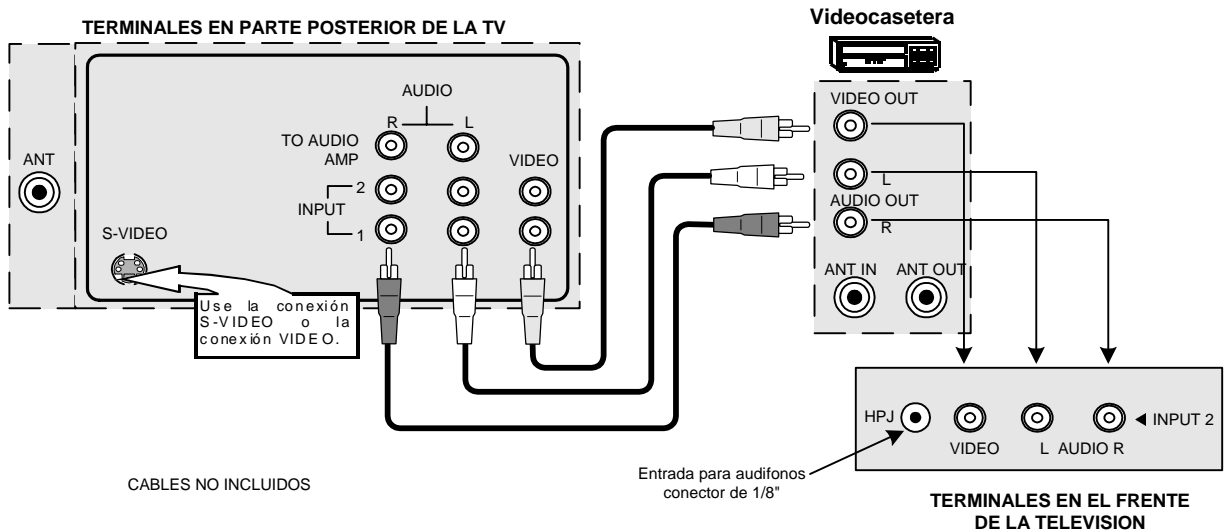 TERMINALES EN PARTE POSTERIOR DE LA TV
Videocasetera
ANT
AUDIO
R L
TO AUDIO
AMP
VIDEO
2
INPUT
1
S-VIDEO
Use la conexión
S-VIDEO o la
conexión VIDEO.
VIDEO OUT
L
AUDIO OUT
R
ANT IN ANT OUT
HPJ
VIDEO L AUDIO R
INPUT 2
Entrada para audifonos
conector de 1/8"
CABLES NO INCLUIDOS
TERMINALES EN EL FRENTE
DE LA TELEVISION